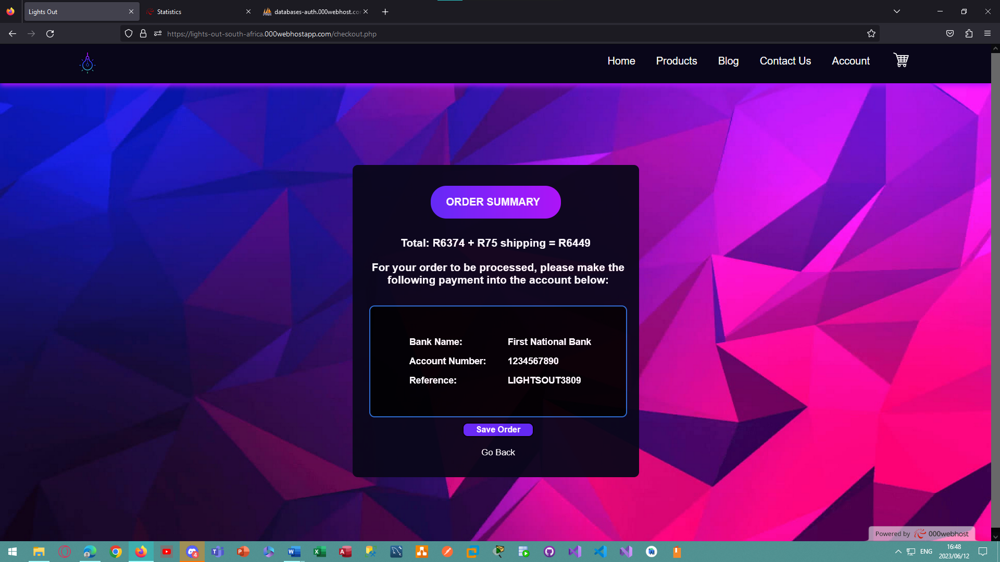 Lights Out
Statistics
databases-auth.000webhost.co
https://lights-out-south-africa.000webhostapp.com/checkout.php
Home
Products
Blog
Contact Us
Account
ORDER SUMMARY
Total: R6374 + R75 shipping = R6449
For your order to be processed, please make the
following payment into the account below:
Bank Name: First National Bank
Account Number: 1234567890
Reference: LIGHTSOUT3809
Save Order
Go Back
Powered by 000webhost
4
ENG
16:48
2023/06/12